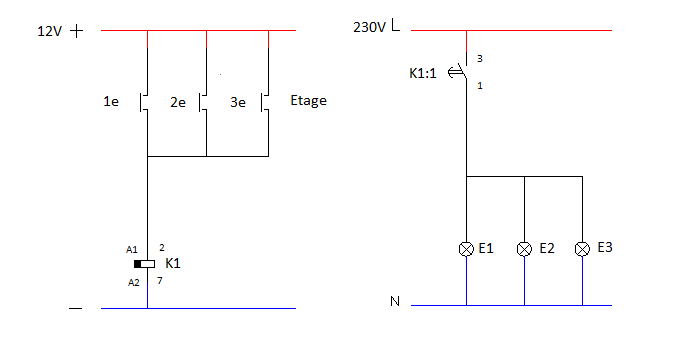 12V +
1e 2e 3e Etage
A1 2
K1
A2 7
−
230V L
3
K1:1
1
E1 E2 E3
N